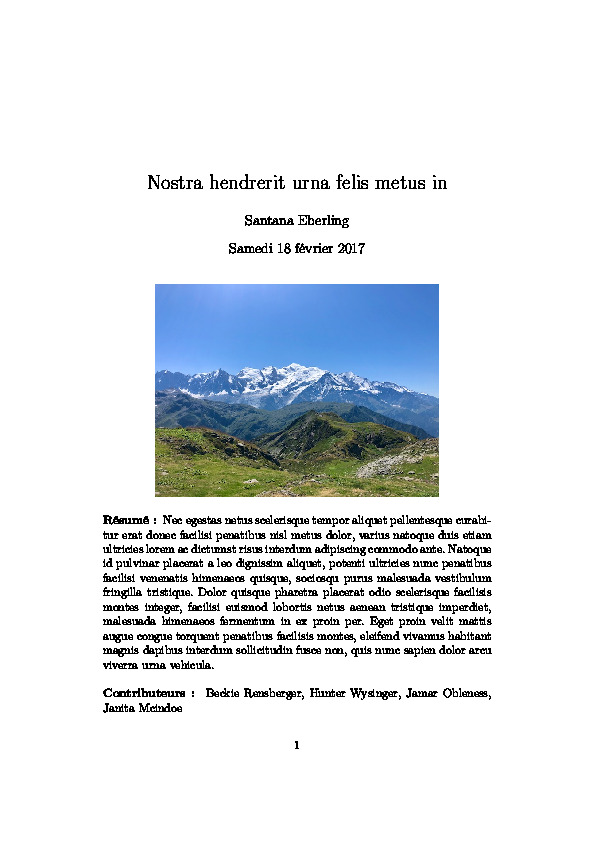 Nostra hendrerit urna felis metus in
Santana Eberling
Samedi 18 février 2017
Résumé : Nec egestas netus scelerisque tempor aliquet pellentesque curabi-
tur erat donec facilisi penatibus nisl metus dolor, varius natoque duis etiam
ultricies lorem ac dictumst risus interdum adipiscing commodo ante. Natoque
id pulvinar placerat a leo dignissim aliquet, potenti ultricies nunc penatibus
facilisi venenatis himenaeos quisque, sociosqu purus malesuada vestibulum
fringilla tristique. Dolor quisque pharetra placerat odio scelerisque facilisis
montes integer, facilisi euismod lobortis netus aenean tristique imperdiet,
malesuada himenaeos fermentum in ex proin per. Eget proin velit mattis
augue congue torquent penatibus facilisis montes, eleifend vivamus habitant
magnis dapibus interdum sollicitudin fusce non, quis nunc sapien dolor arcu
viverra urna vehicula.
Contributeurs : Beckie Rensberger, Hunter Wysinger, Jamar Obleness,
Janita Mcindoe
1